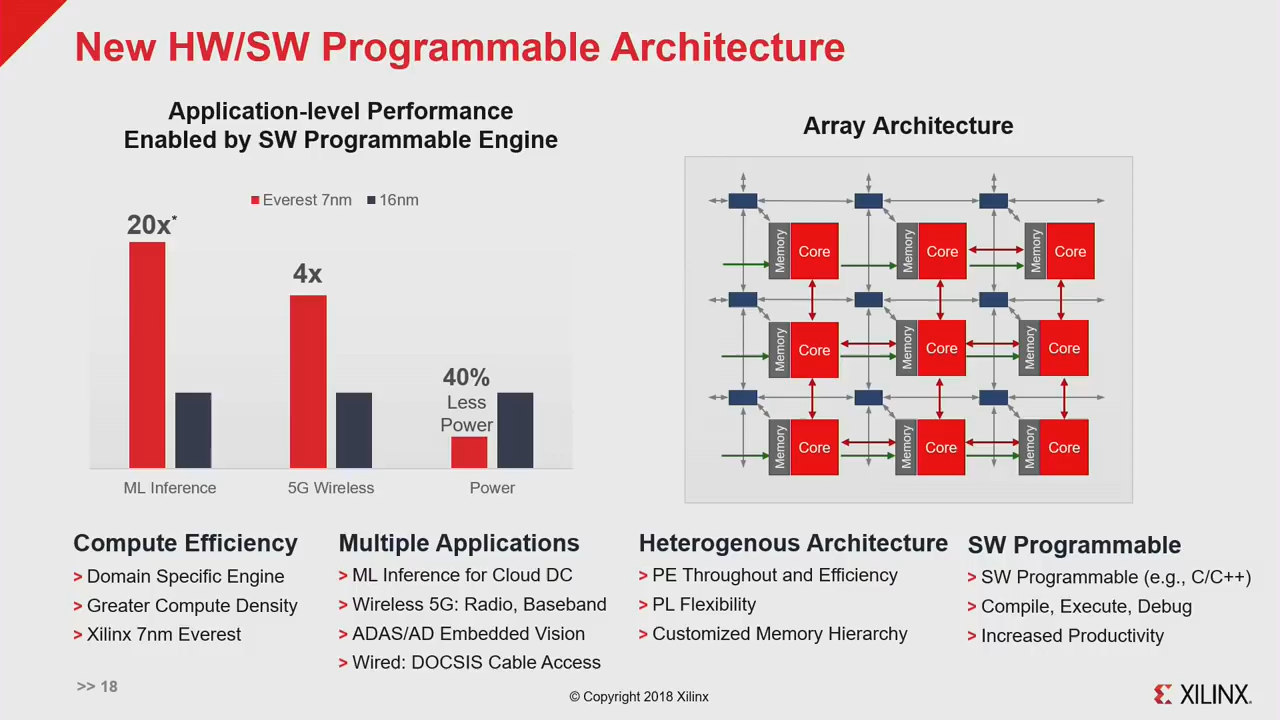 New HW/SW Programmable Architecture
Application-level Performance
Enabled by SW Programmable Engine
Everest 7nm
16nm
20x*
4x
40%
Less
Power
ML Inference
5G Wireless
Power
Array Architecture
Memory
Core
Memory
Core
Memory
Core
Memory
Core
Memory
Core
Memory
Core
Memory
Core
Memory
Core
Memory
Core
Compute Efficiency
> Domain Specific Engine
> Greater Compute Density
> Xilinx 7nm Everest
Multiple Applications
> ML Inference for Cloud DC
> Wireless 5G: Radio, Baseband
> ADAS/AD Embedded Vision
> Wired: DOCSIS Cable Access
Heterogenous Architecture
> PE Throughout and Efficiency
> PL Flexibility
> Customized Memory Hierarchy
SW Programmable
> SW Programmable (e.g., C/C++)
> Compile, Execute, Debug
> Increased Productivity
>> 18
© Copyright 2018 Xilinx
XILINX.